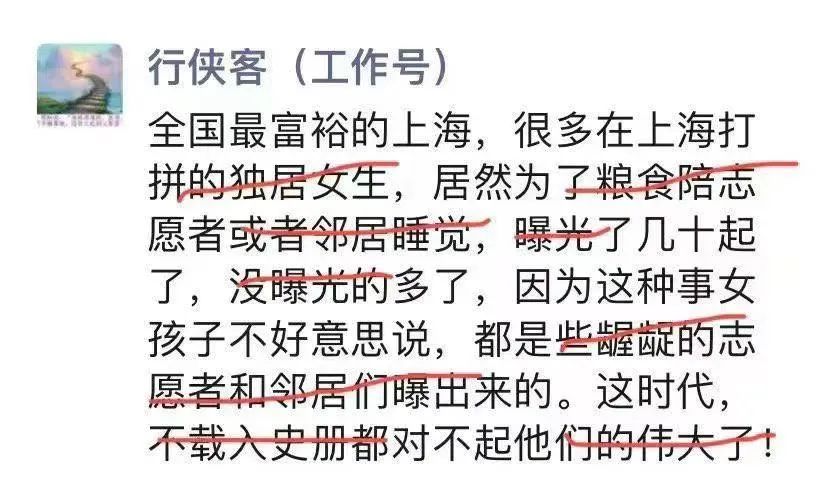 行侠客（工作号）
全国最富裕的上海，很多在上海打
拼的独居女生，居然为了粮食陪志
愿者或者邻居睡觉，曝光了几十起
了，没曝光的多了，因为这种事女
孩子不好意思说，都是些龌龊的志
愿者和邻居们曝出来的。这时代，
不载入史册都对不起他们的伟大了！